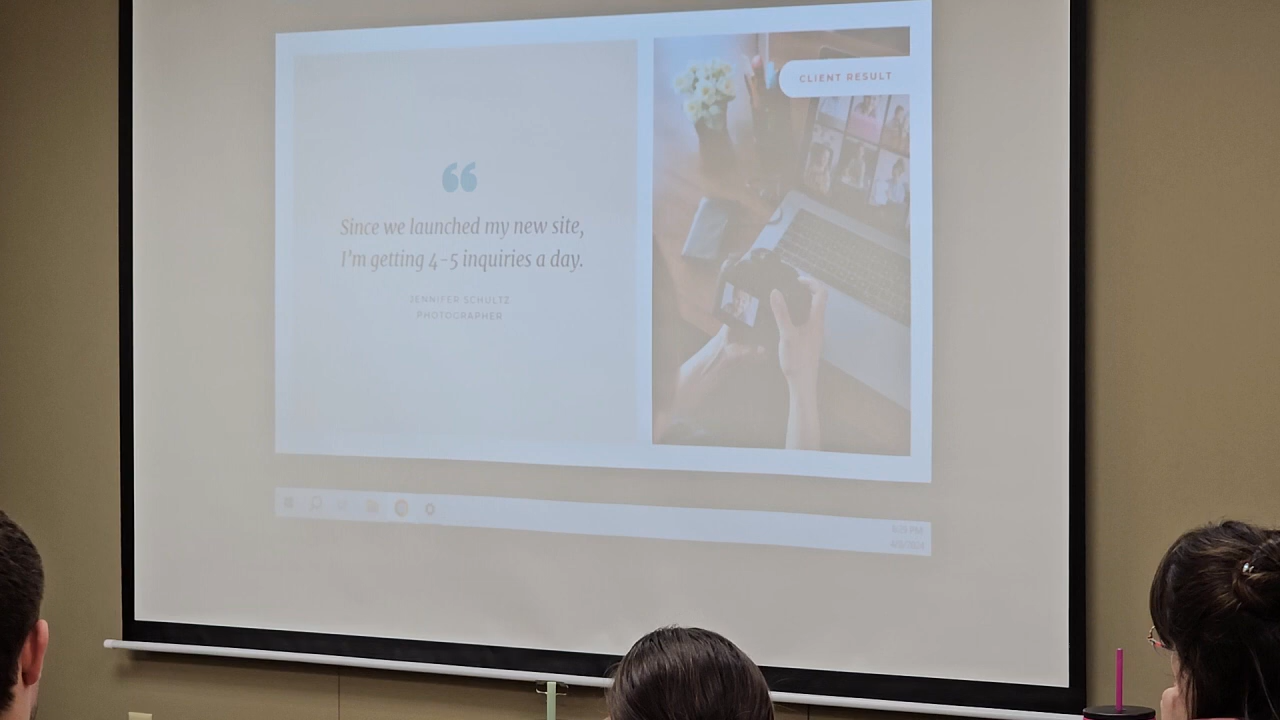 CLIENT RESULT
“
Since we launched my new site,
I'm getting 4-5 inquiries a day.
JENNIFER SCHULTZ
PHOTOGRAPHER